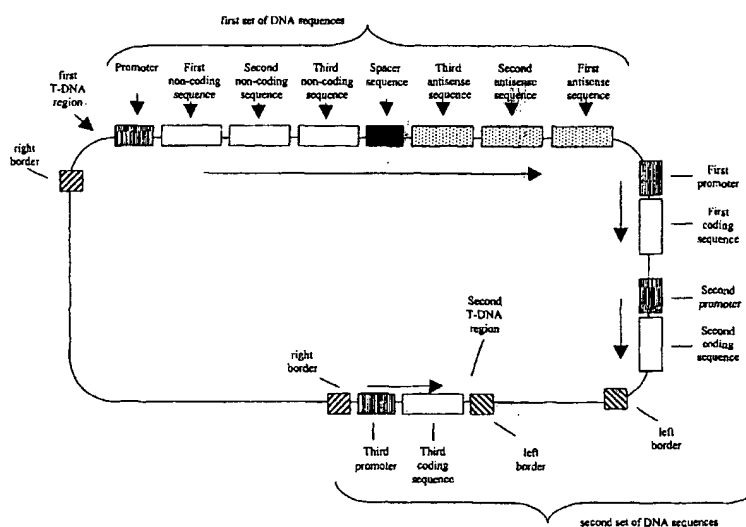 first set of DNA sequences
first
T-DNA
region
Promoter
First
non-coding
sequence
Second
non-coding
sequence
Third
non-coding
sequence
Spacer
sequence
Third
antisense
sequence
Second
antisense
sequence
First
antisense
sequence
right
border
First
promoter
First
coding
sequence
Second
promoter
Second
coding
sequence
Second
T-DNA
region
right
border
left
border
Third
promoter
Third
coding
sequence
left
border
second set of DNA sequences